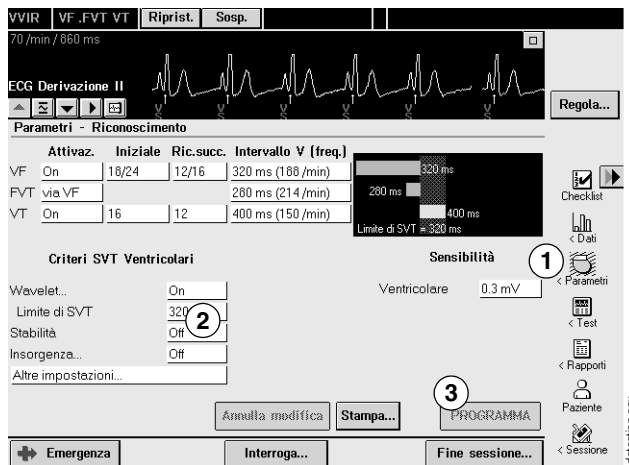 VVIR VF .FVT VT Riprist. Sosp.
70 /min / 860 ms
ECG Derivazione II
Regola...
Parametri - Riconoscimento
Attivaz. Iniziale Ric.succ. Intervallo V (freq.)
VF On 18/24 12/16 320 ms (188 /min)
FVT via VF 280 ms (214 /min)
VT On 16 12 400 ms (150 /min)
320 ms
280 ms
400 ms
Limite di SVT = 320 ms
Checklist
< Dati
1
< Parametri
< Test
< Rapporti
Paziente
< Sessione
Criteri SVT Ventricolari
Sensibilità
Wavelet... On
Ventricolare 0.3 mV
Limite di SVT 320
2
Stabilità Off
Insorgenza... Off
Altre impostazioni...
3
Annulla modifica Stampa... PROGRAMMA
Emergenza Interroga... Fine sessione...